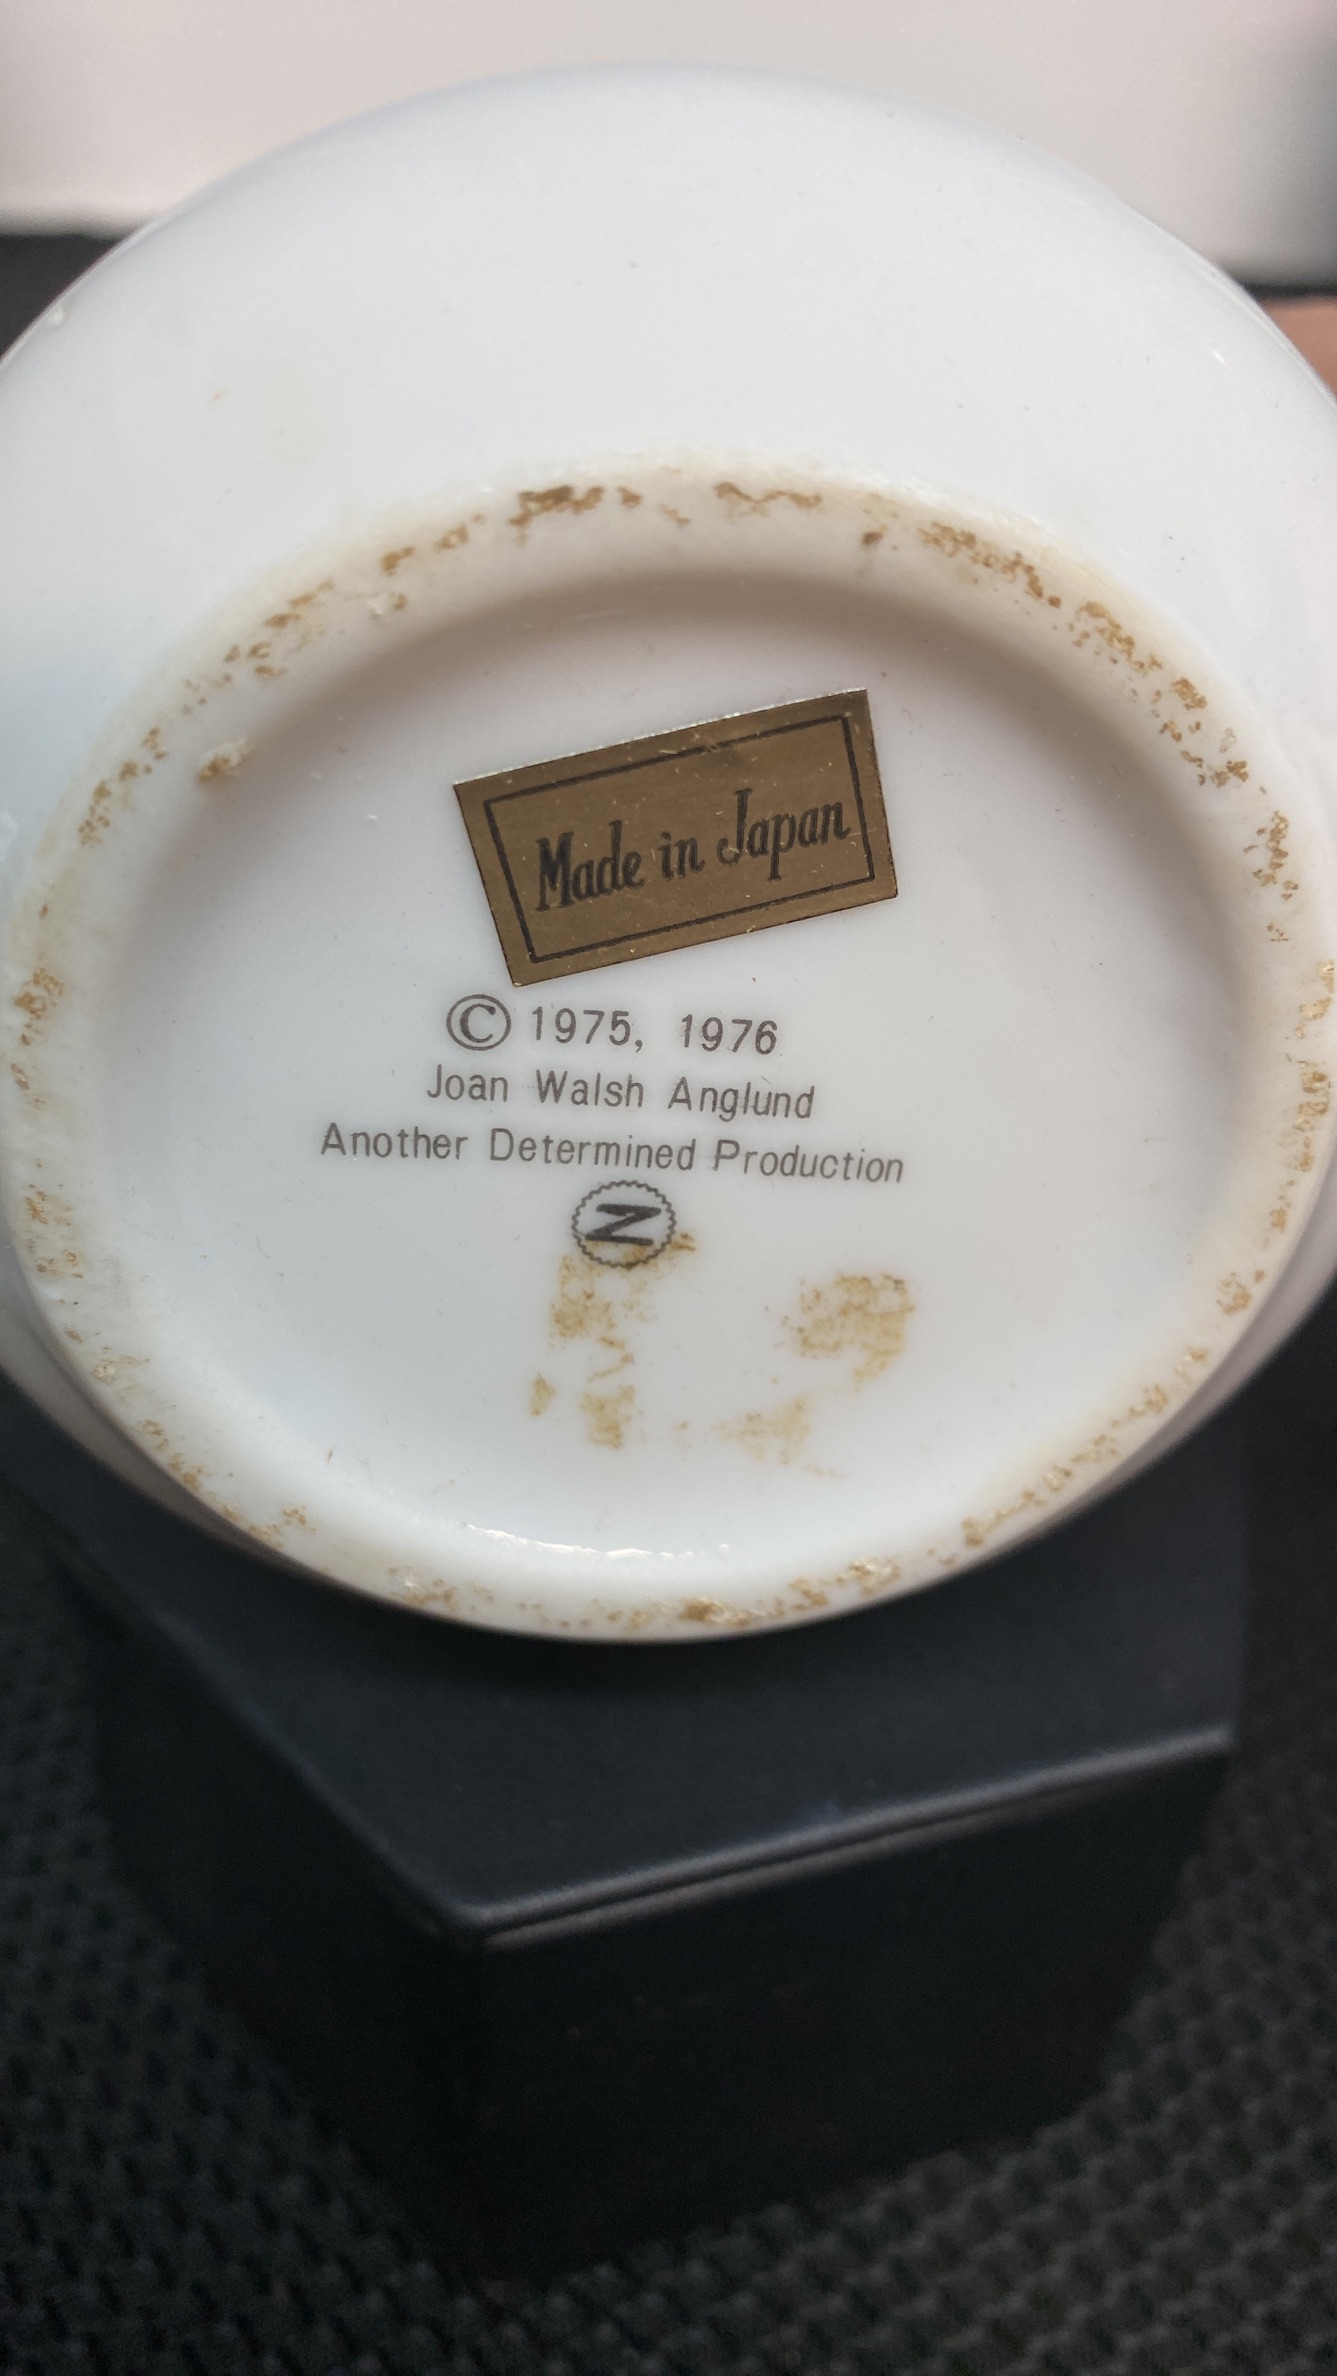 Made in Japan
© 1975, 1976
Joan Walsh Anglund
Another Determined Production
N